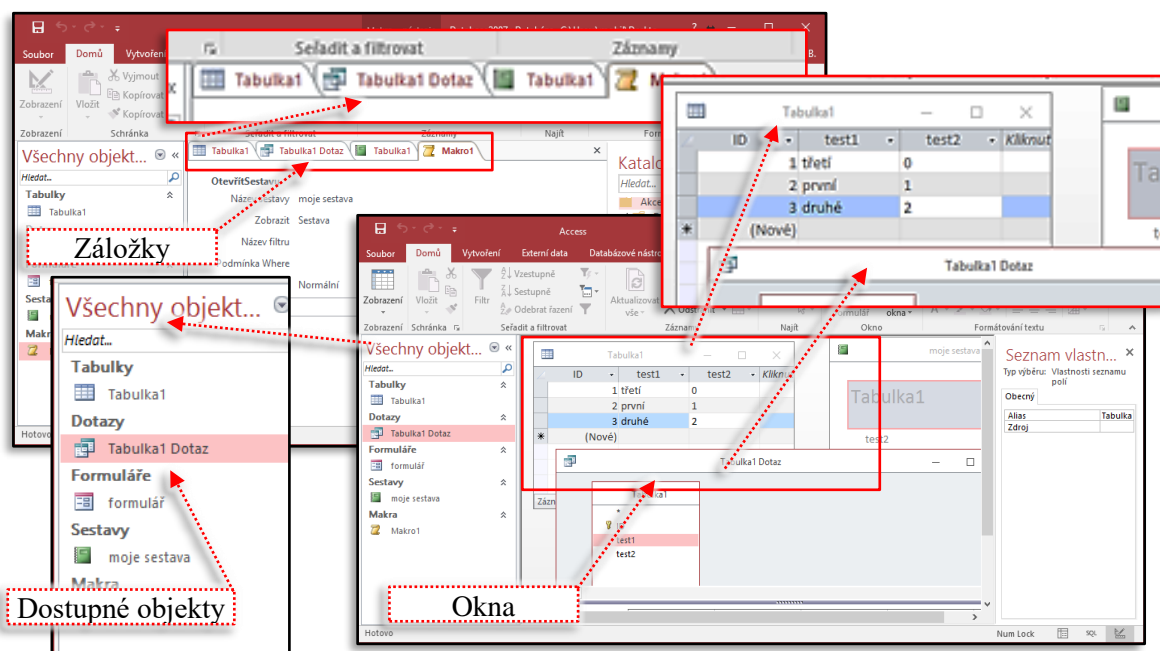 Soubor Domů Vytvoření
Zobrazení
Vložit
Vyjmout
Kopírovat
Kopírovat
Zobrazení Schránka Seřadit a filtrovat Záznamy Najít
Seřadit a filtrovat Záznamy
Tabulka1 Tabulka1 Dotaz Tabulka1
Všechny objekt...
Hledat...
Tabulky
Tabulka1
Tabulka1 Tabulka1 Dotaz Tabulka1 Makro1
OtevřítSestavu
Název sestavy moje sestava
Zobrazit Sestava
Název filtru
Podmínka Where
Normální
Hledat...
Záložky
Hotovo
Tabulka1
ID test1 test2 Kliknut
1 třetí 0
2 první 1
3 druhé 2
(Nové)
Tabulka1 Dotaz
Všechny objekt...
Hledat...
Tabulky
Tabulka1
Dotazy
Tabulka1 Dotaz
Formuláře
formulář
Sestavy
moje sestava
Makra
Dostupné objekty
Access
Soubor Domů Vytvoření Externí data Databázové nástro
Zobrazení
Vložit
Filtr
Vzestupně
Sestupně
Odebrat řazení
Aktualizovat
vše
okna
Zobrazení Schránka Seřadit a filtrovat Najít Okno Formátování textu
Všechny objekt...
Hledat...
Tabulky
Tabulka1
Dotazy
Tabulka1 Dotaz
Formuláře
formulář
Sestavy
moje sestava
Makra
Makro1
Tabulka1
ID test1 test2
1 třetí 0
2 první 1
3 druhé 2
(Nové)
moje sestava
Tabulka1
test2
Tabulka1 Dotaz
Tabulka1
*
test1
test2
Seznam vlastn...
Typ výběru: Vlastnosti seznamu
polí
Obecný
Alias Tabulka
Zdroj
Okna
Hotovo
Num Lock SQL